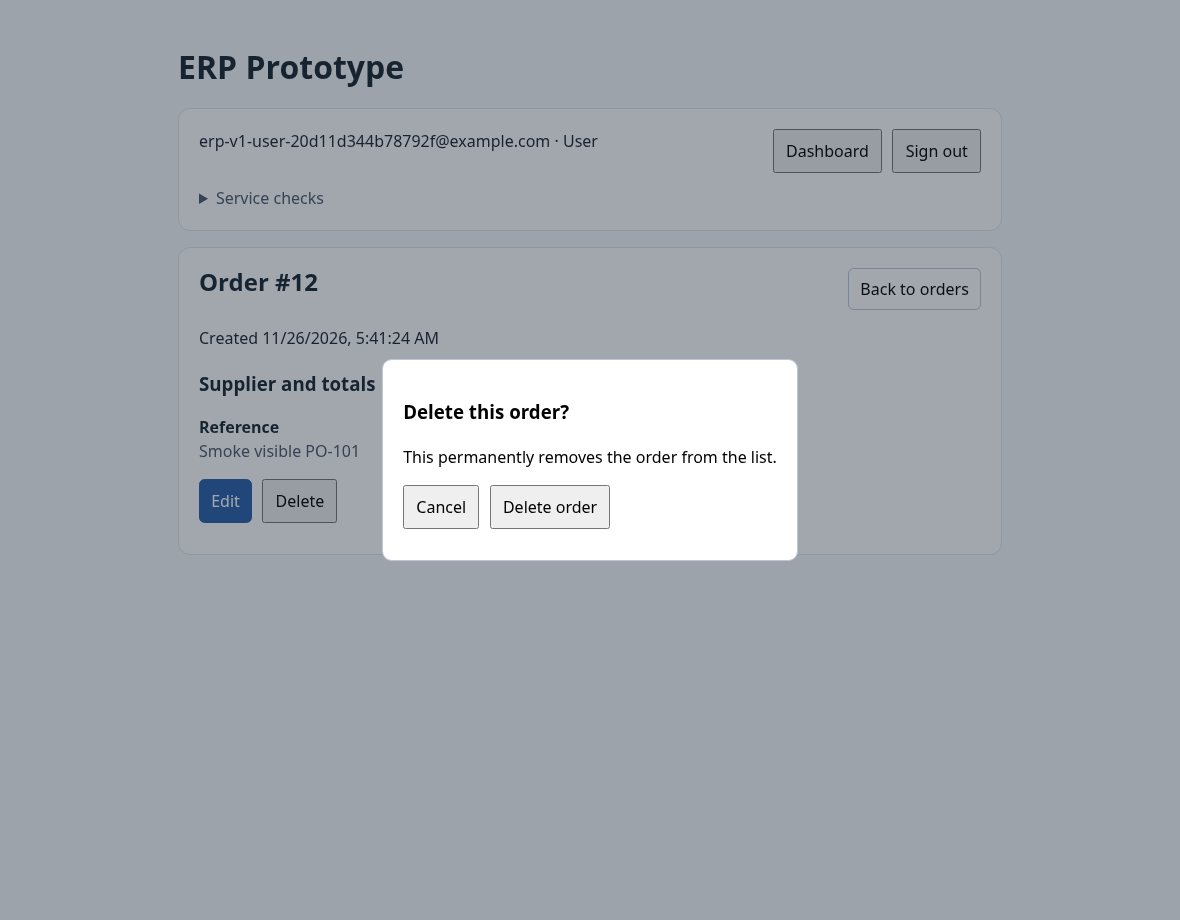 ERP Prototype
erp-v1-user-20d11d344b78792f@example.com · User
Dashboard
Sign out
Service checks
Order #12
Back to orders
Created 11/26/2026, 5:41:24 AM
Supplier and totals
Reference
Smoke visible PO-101
Edit
Delete
Delete this order?
This permanently removes the order from the list.
Cancel
Delete order